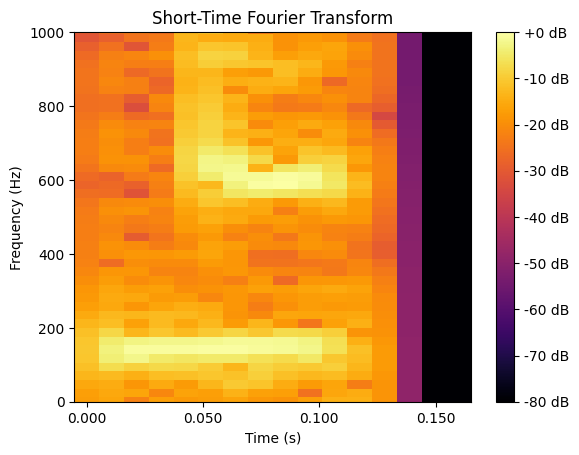 Short-Time Fourier Transform
1000
800
600
400
200
0
Frequency (Hz)
0.000
0.050
0.100
0.150
Time (s)
+0 dB
-10 dB
-20 dB
-30 dB
-40 dB
-50 dB
-60 dB
-70 dB
-80 dB